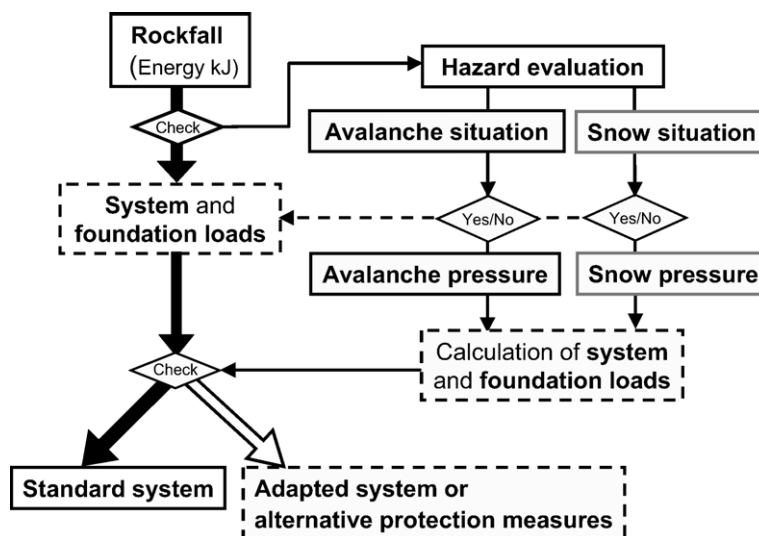 Rockfall
(Energy kJ)
Hazard evaluation
Check
Avalanche situation
Snow situation
System and
foundation loads
Yes/No
Yes/No
Avalanche pressure
Snow pressure
Calculation of system
and foundation loads
Check
Standard system
Adapted system or
alternative protection measures